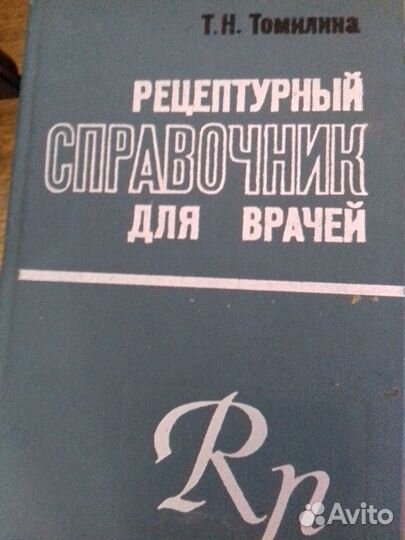 Т.Н. Томилина
РЕЦЕПТУРНЫЙ
СПРАВОЧНИК
ДЛЯ ВРАЧЕЙ
Rp
Avito